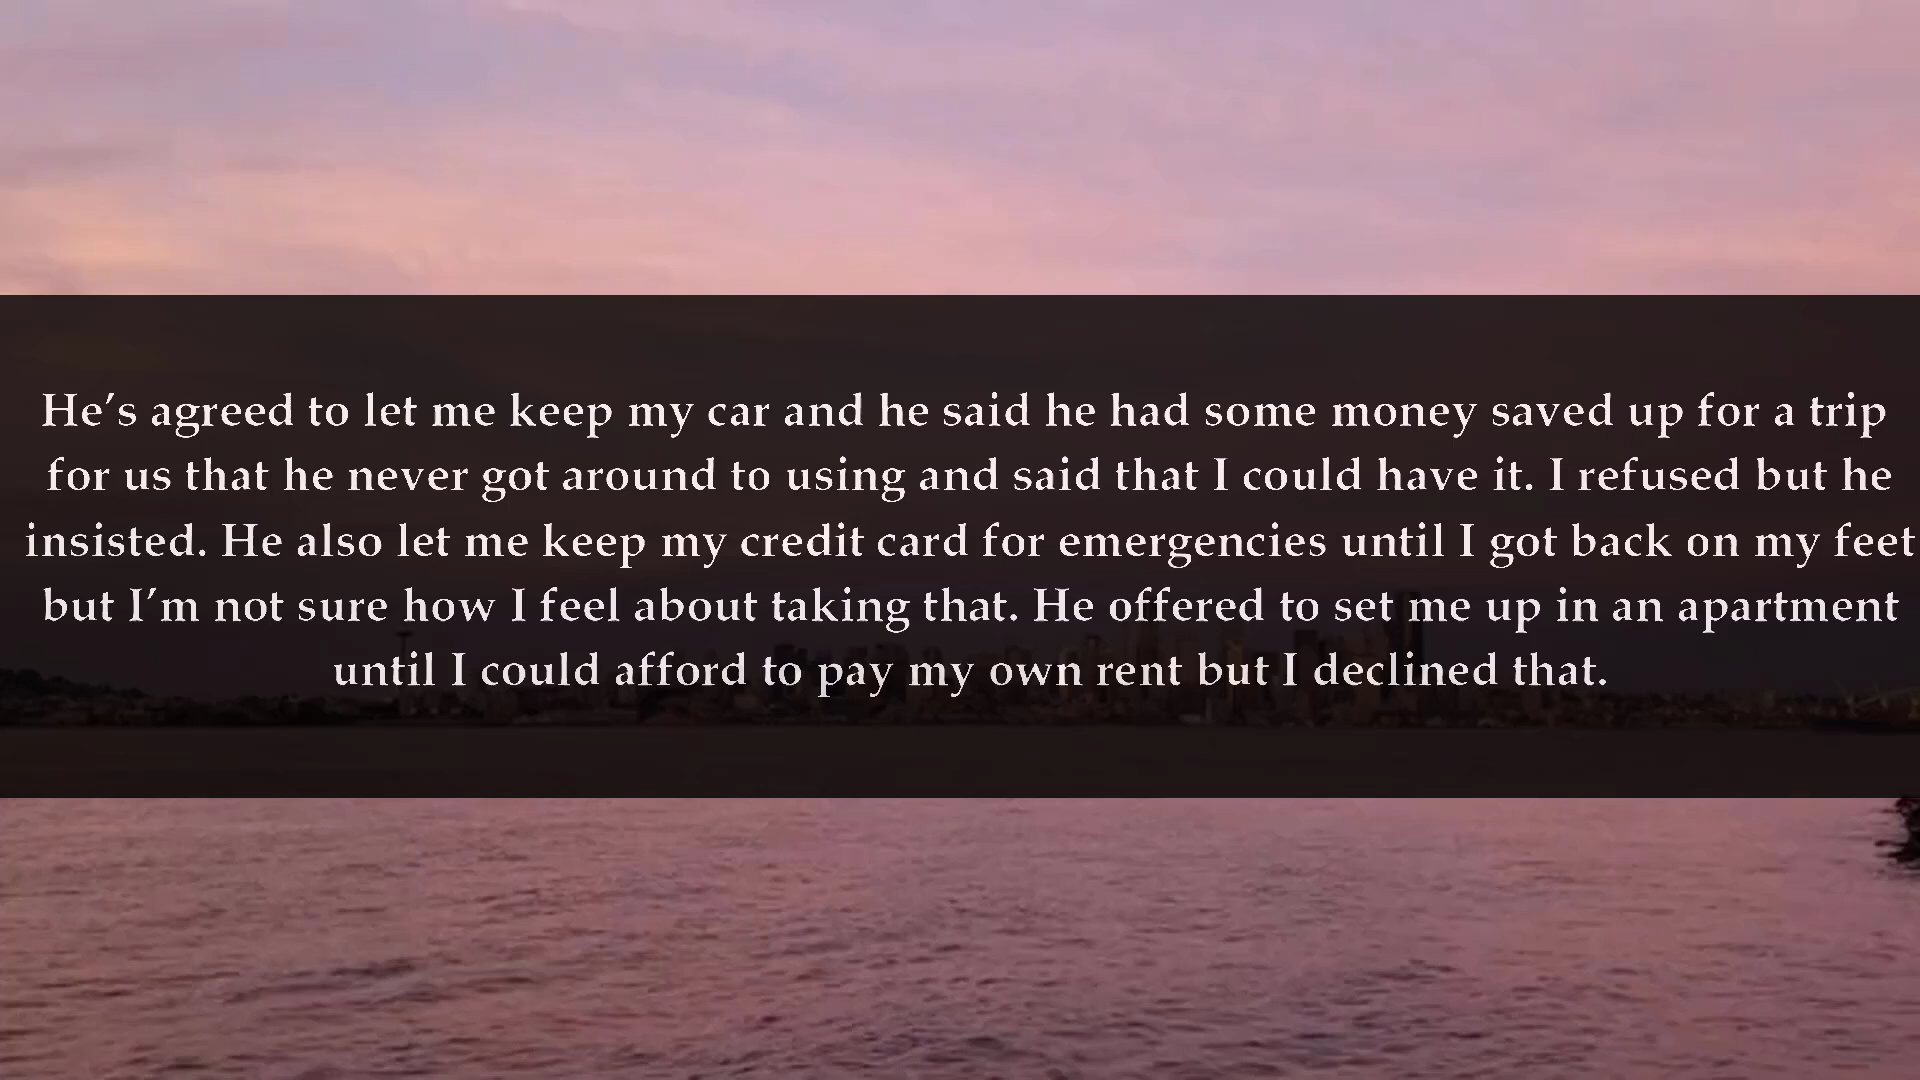 He’s agreed to let me keep my car and he said he had some money saved up for a trip
for us that he never got around to using and said that I could have it. I refused but he
insisted. He also let me keep my credit card for emergencies until I got back on my feet
but I’m not sure how I feel about taking that. He offered to set me up in an apartment
until I could afford to pay my own rent but I declined that.